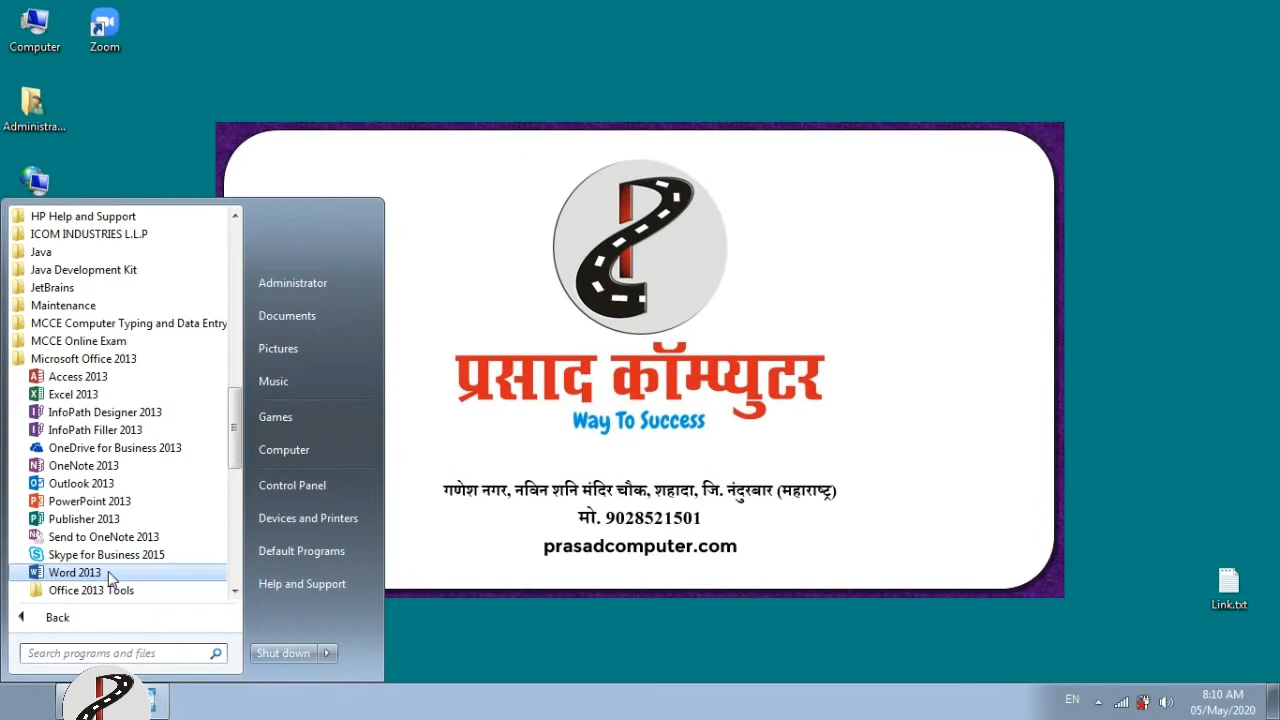 Computer
Zoom
Administra...
HP Help and Support
ICOM INDUSTRIES L.L.P
Java
Java Development Kit
JetBrains
Maintenance
MCCE Computer Typing and Data Entry
MCCE Online Exam
Microsoft Office 2013
Access 2013
Excel 2013
InfoPath Designer 2013
InfoPath Filler 2013
OneDrive for Business 2013
OneNote 2013
Outlook 2013
PowerPoint 2013
Publisher 2013
Send to OneNote 2013
Skype for Business 2015
Word 2013
Office 2013 Tools
Back
Search programs and files
Administrator
Documents
Pictures
Music
Games
Computer
Control Panel
Devices and Printers
Default Programs
Help and Support
Shut down
प्रसाद कॉम्प्युटर
Way To Success
गणेश नगर, नविन शनि मंदिर चौक, शहादा, जि. नंदुरबार (महाराष्ट्र)
मो. 9028521501
prasadcomputer.com
Link.txt
EN
8:10 AM
05/May/2020